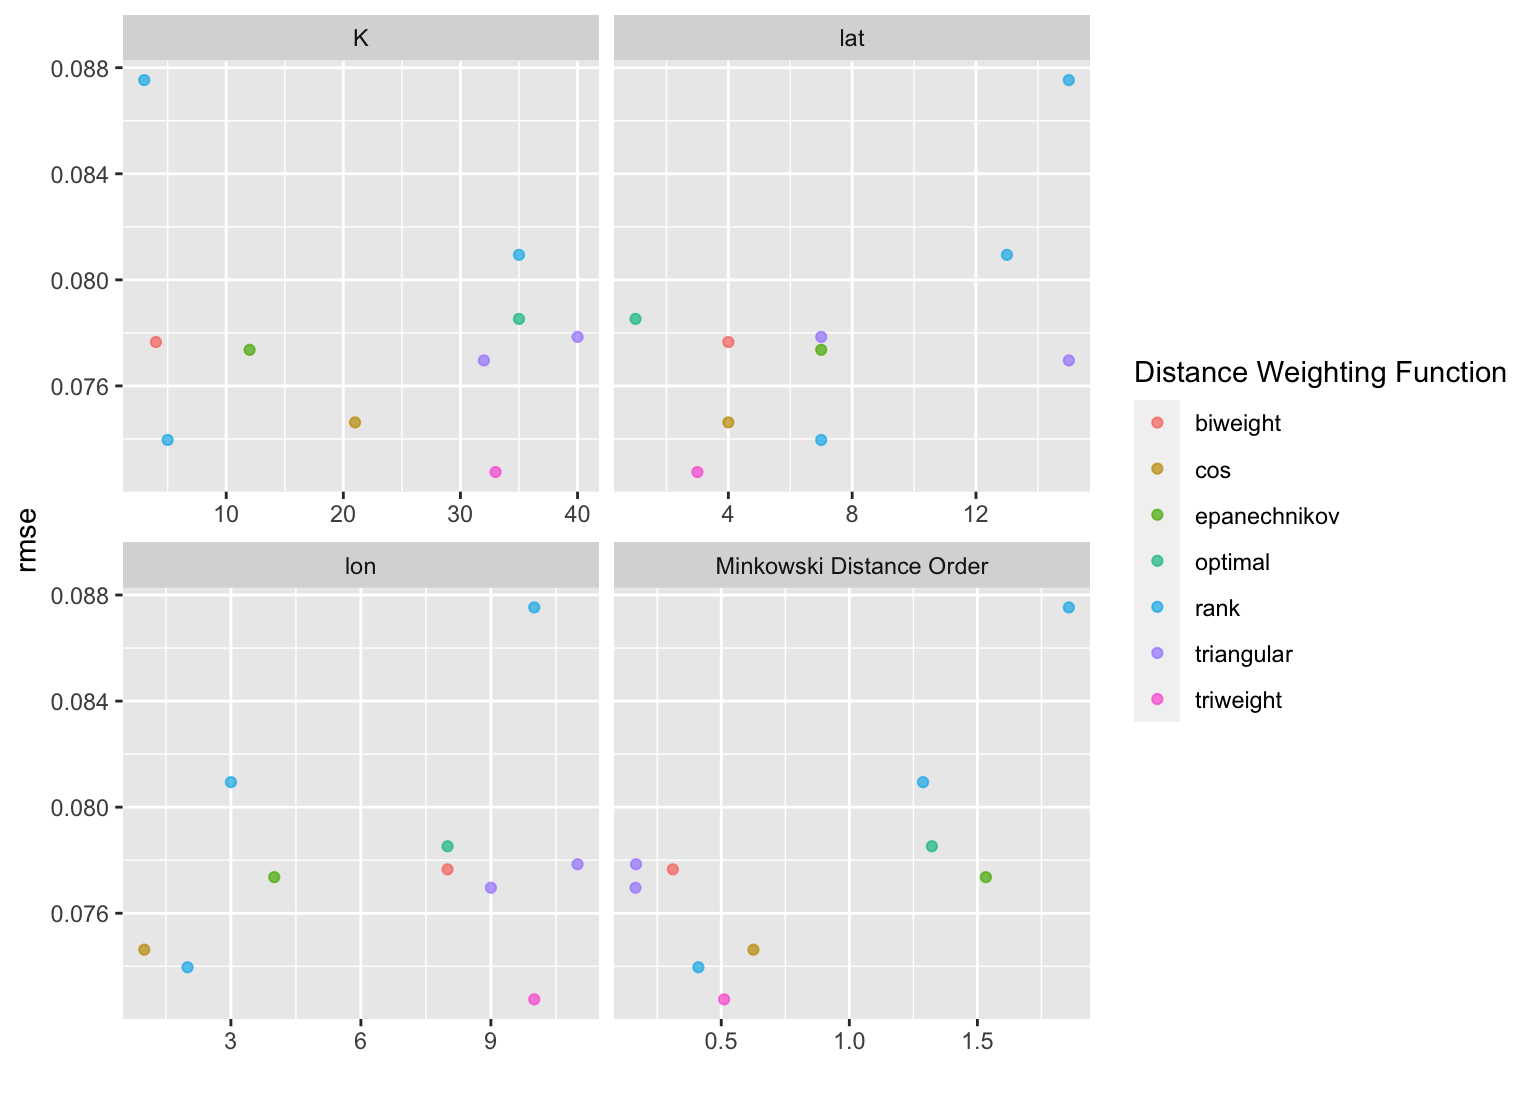 K
lat
0.088
0.084
0.080
0.076
10 20 30 40
4 8 12
rmse
lon
Minkowski Distance Order
0.088
0.084
0.080
0.076
3 6 9
0.5 1.0 1.5
Distance Weighting Function
biweight
cos
epanechnikov
optimal
rank
triangular
triweight